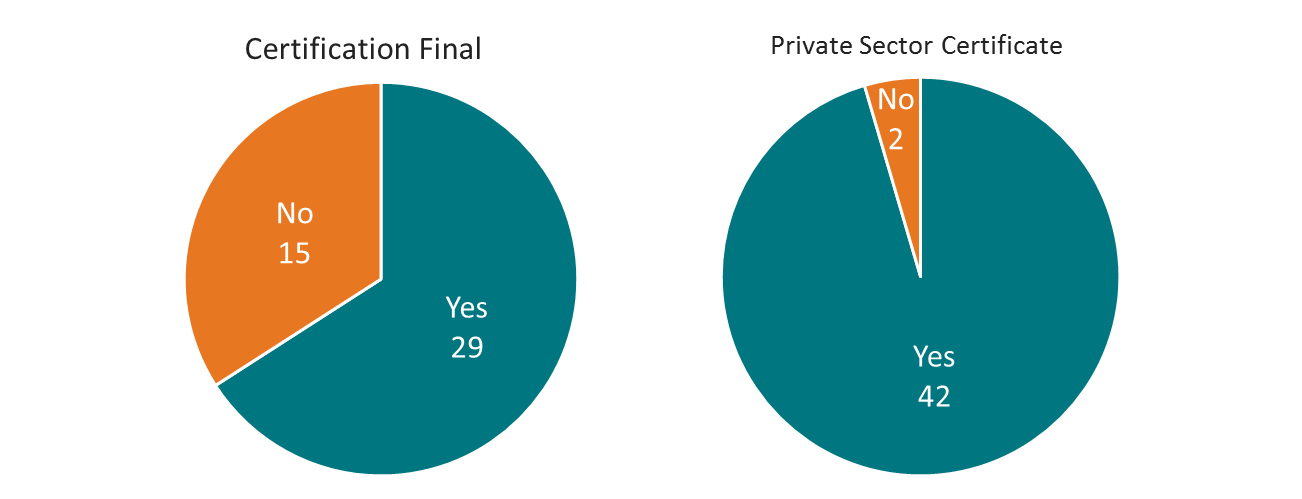 Certification Final
No
15
Yes
29
Private Sector Certificate
No
2
Yes
42